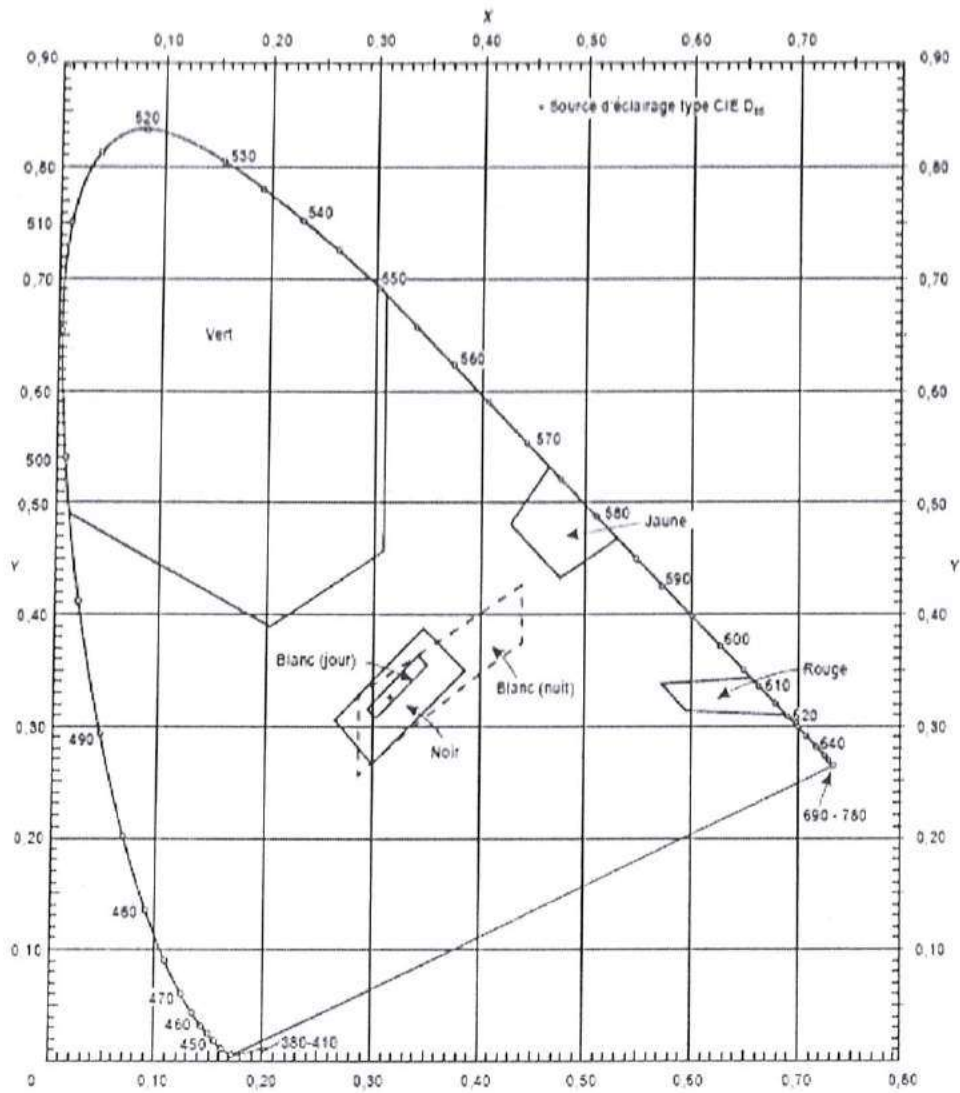 X
0,10 0,20 0,30 0,40 0,50 0,60 0,70
0,90 0,90
Source d'éclairage type CIE D65
520
530
0,80 0,80
540
510
0,70 550 0,70
Vert
560
0,60 0,60
570
500
0,50 580 Jaune 0,50
Y 590 Y
0,40 0,40
600
Blanc (jour)
Blanc (nuit) 610 Rouge
0,30 620 0,30
490 Noir 640
690 - 780
0,20 0,20
460
0,10 0,10
470
460
450 380-410
0 0,10 0,20 0,30 0,40 0,50 0,60 0,70 0,80